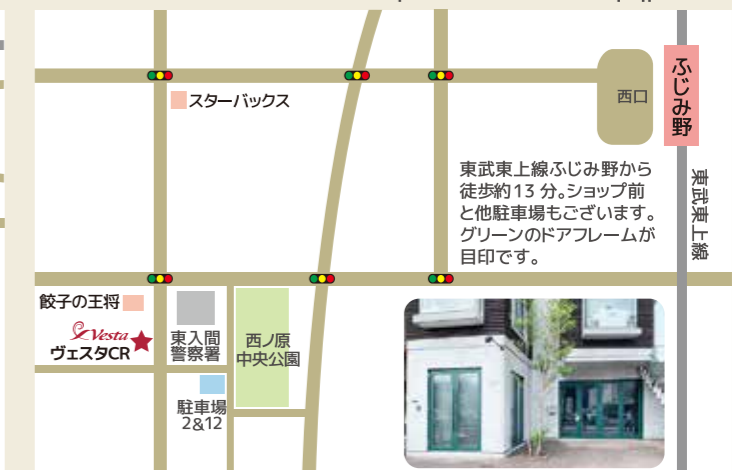 スターバックス
西口
ふじみ野
東武東上線
東武東上線ふじみ野から
徒歩約13 分。ショップ前
と他駐車場もございます。
グリーンのドアフレームが
目印です。
餃子の王将
Vesta
ヴェスタCR
東入間
警察署
西ノ原
中央公園
駐車場
2&12